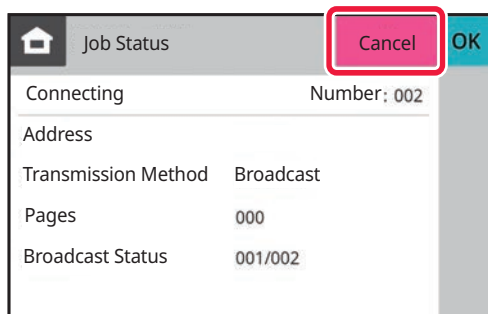 Job Status Cancel OK
Connecting Number: 002
Address
Transmission Method Broadcast
Pages 000
Broadcast Status 001/002